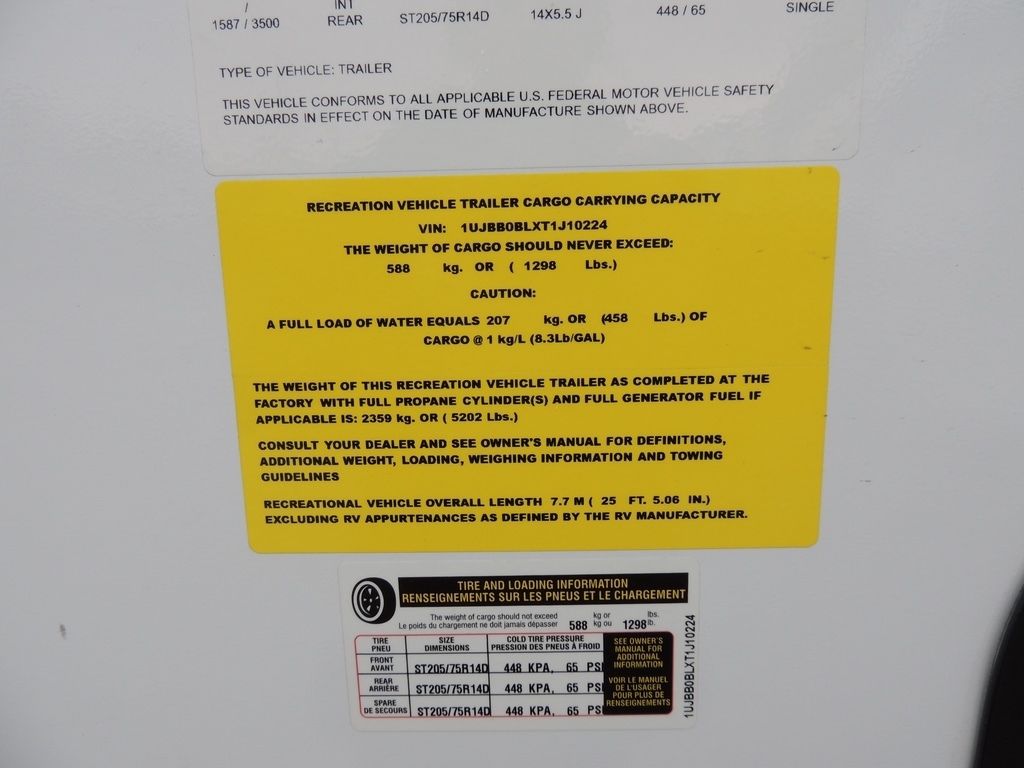 / INT
1587 / 3500 REAR ST205/75R14D 14X5.5 J 448 / 65 SINGLE
TYPE OF VEHICLE: TRAILER
THIS VEHICLE CONFORMS TO ALL APPLICABLE U.S. FEDERAL MOTOR VEHICLE SAFETY
STANDARDS IN EFFECT ON THE DATE OF MANUFACTURE SHOWN ABOVE.
RECREATION VEHICLE TRAILER CARGO CARRYING CAPACITY
VIN: 1UJBB0BLXT1J10224
THE WEIGHT OF CARGO SHOULD NEVER EXCEED:
588 kg. OR ( 1298 Lbs.)
CAUTION:
A FULL LOAD OF WATER EQUALS 207 kg. OR (458 Lbs.) OF
CARGO @ 1 kg/L (8.3Lb/GAL)
THE WEIGHT OF THIS RECREATION VEHICLE TRAILER AS COMPLETED AT THE
FACTORY WITH FULL PROPANE CYLINDER(S) AND FULL GENERATOR FUEL IF
APPLICABLE IS: 2359 kg. OR ( 5202 Lbs.)
CONSULT YOUR DEALER AND SEE OWNER'S MANUAL FOR DEFINITIONS,
ADDITIONAL WEIGHT, LOADING, WEIGHING INFORMATION AND TOWING
GUIDELINES
RECREATIONAL VEHICLE OVERALL LENGTH 7.7 M ( 25 FT. 5.06 IN.)
EXCLUDING RV APPURTENANCES AS DEFINED BY THE RV MANUFACTURER.
TIRE AND LOADING INFORMATION
RENSEIGNEMENTS SUR LES PNEUS ET LE CHARGEMENT
The weight of cargo should not exceed kg or lbs.
Le poids du chargement ne doit jamais dépasser 588 kg ou 1298 lb.
TIRE SIZE COLD TIRE PRESSURE
PNEU DIMENSIONS PRESSION DES PNEUS À FROID
FRONT
AVANT ST205/75R14D 448 KPA, 65 PSI
REAR
ARRIÈRE ST205/75R14D 448 KPA, 65 PSI
SPARE
DE SECOURS ST205/75R14D 448 KPA, 65 PSI
SEE OWNER'S
MANUAL FOR
ADDITIONAL
INFORMATION
VOIR LE MANUEL
DE L'USAGER
POUR PLUS DE
RENSEIGNEMENTS
1UJBB0BLXT1J10224